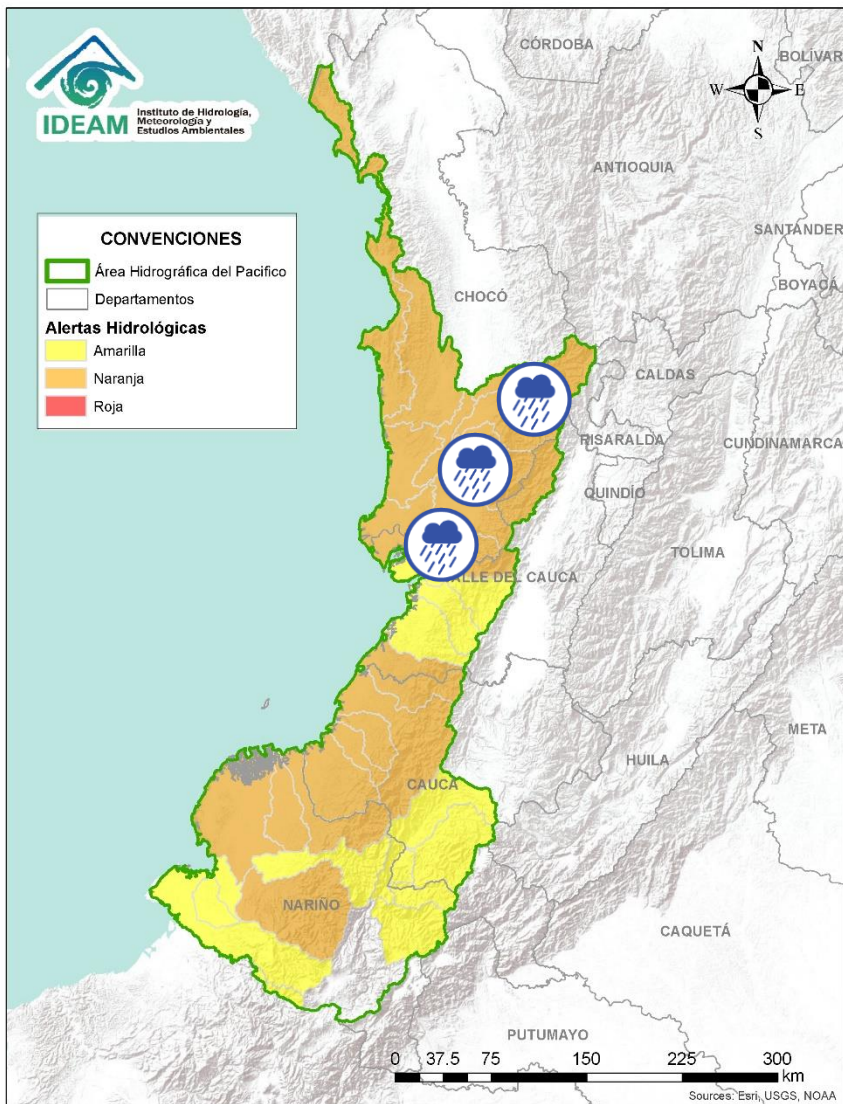 IDEAM
Instituto de Hidrología,
Meteorología y
Estudios Ambientales
N
W E
S
CONVENCIONES
Área Hidrográfica del Pacifico
Departamentos
Alertas Hidrológicas
Amarilla
Naranja
Roja
CÓRDOBA
BOLÍVAR
ANTIOQUIA
SANTANDER
BOYACÁ
CHOCÓ
CALDAS
RISARALDA
CUNDINAMARCA
QUINDÍO
TOLIMA
VALLE DEL CAUCA
META
HUILA
CAUCA
NARIÑO
CAQUETÁ
PUTUMAYO
0 37.5 75 150 225 300
km
Sources: Esri, USGS, NOAA